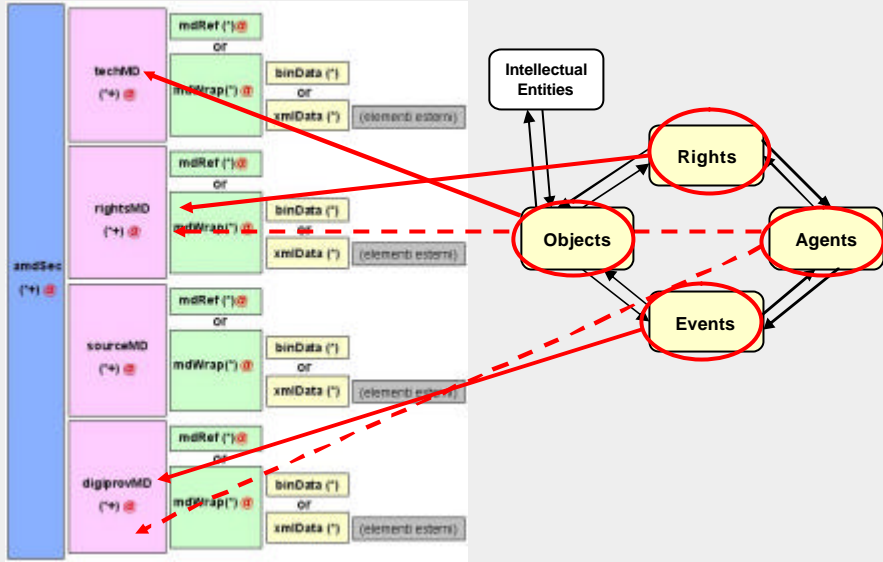 amdSec
(*+) @
techMD
(*+) @
mdRef (*)@
or
mdWrap(*) @
binData (*)
or
xmlData (*)
(elementi esterni)
rightsMD
(*+) @
mdRef (*)@
or
mdWrap(*) @
binData (*)
or
xmlData (*)
(elementi esterni)
sourceMD
(*+) @
mdRef (*)@
or
mdWrap(*) @
binData (*)
or
xmlData (*)
(elementi esterni)
digiprovMD
(*+) @
mdRef (*)@
or
mdWrap(*) @
binData (*)
or
xmlData (*)
(elementi esterni)
Intellectual
Entities
Rights
Objects
Agents
Events